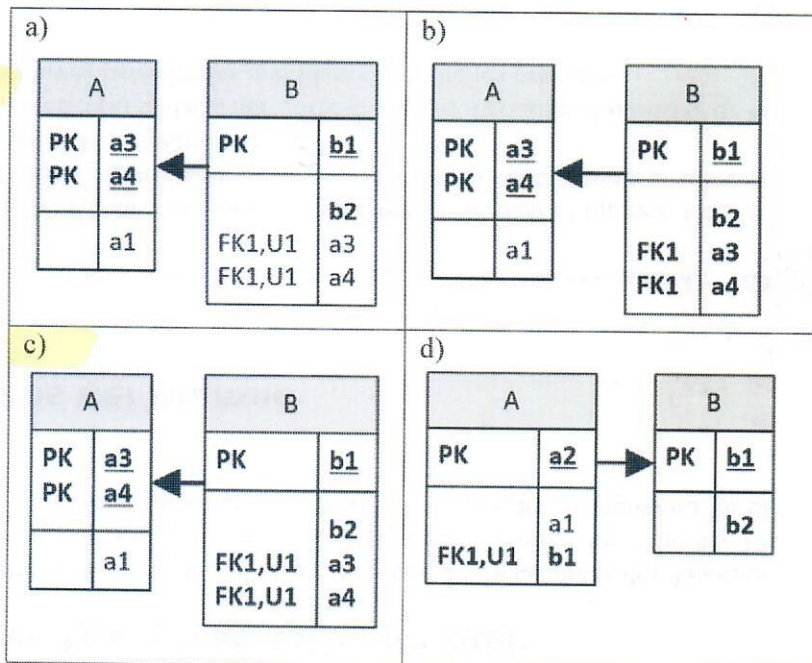 a)
A
PK a3
PK a4
a1
B
PK b1
b2
FK1,U1 a3
FK1,U1 a4
b)
A
PK a3
PK a4
a1
B
PK b1
b2
FK1 a3
FK1 a4
c)
A
PK a3
PK a4
a1
B
PK b1
b2
FK1,U1 a3
FK1,U1 a4
d)
A
PK a2
a1
FK1,U1 b1
B
PK b1
b2